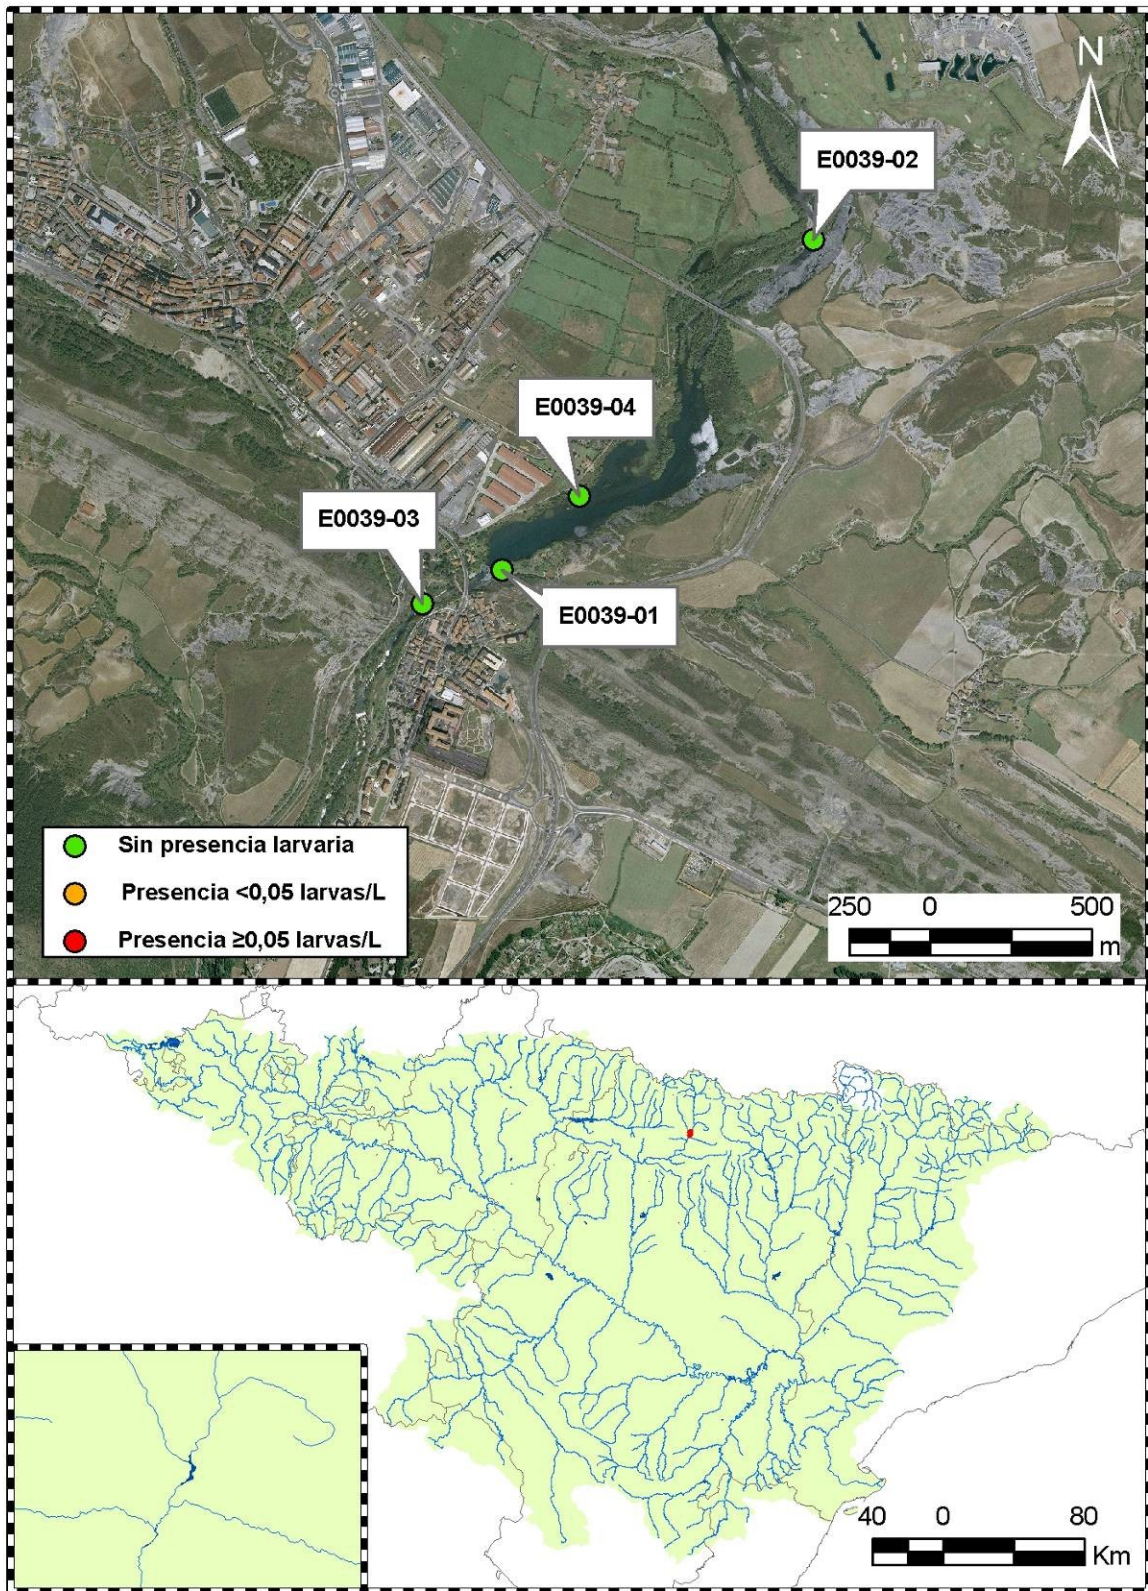 N
E0039-02
E0039-04
E0039-03
E0039-01
Sin presencia larvaria
Presencia <0,05 larvas/L
Presencia ≥0,05 larvas/L
250 0 500
m
40 0 80
Km